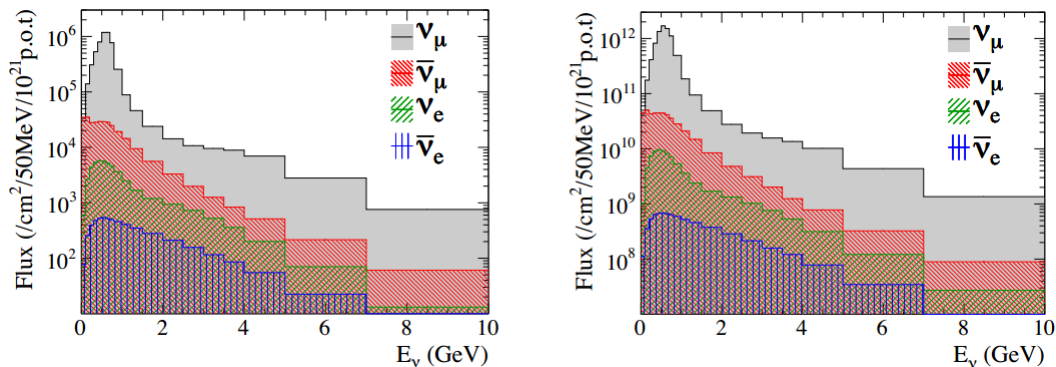 Flux (/cm²/50MeV/10²¹p.o.t)
10⁶
10⁵
10⁴
10³
10²
ν_μ
ν̅_μ
ν_e
ν̅_e
0 2 4 6 8 10
E_ν (GeV)
Flux (/cm²/50MeV/10²¹p.o.t)
10¹²
10¹¹
10¹⁰
10⁹
10⁸
ν_μ
ν̅_μ
ν_e
ν̅_e
0 2 4 6 8 10
E_ν (GeV)